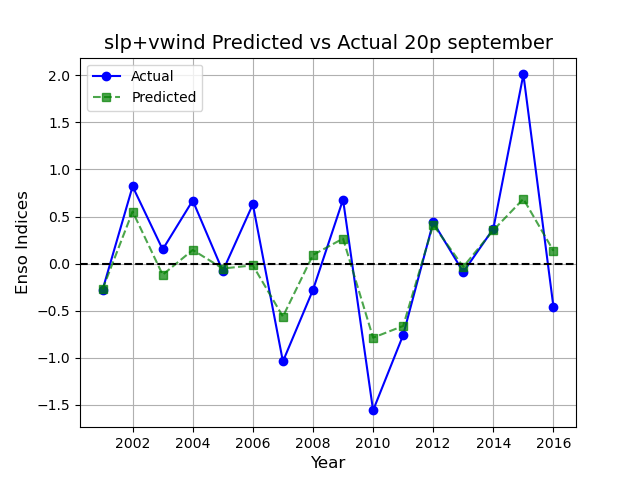 slp+vwind Predicted vs Actual 20p september
Actual
Predicted
Enso Indices
2.0
1.5
1.0
0.5
0.0
−0.5
−1.0
−1.5
2002 2004 2006 2008 2010 2012 2014 2016
Year